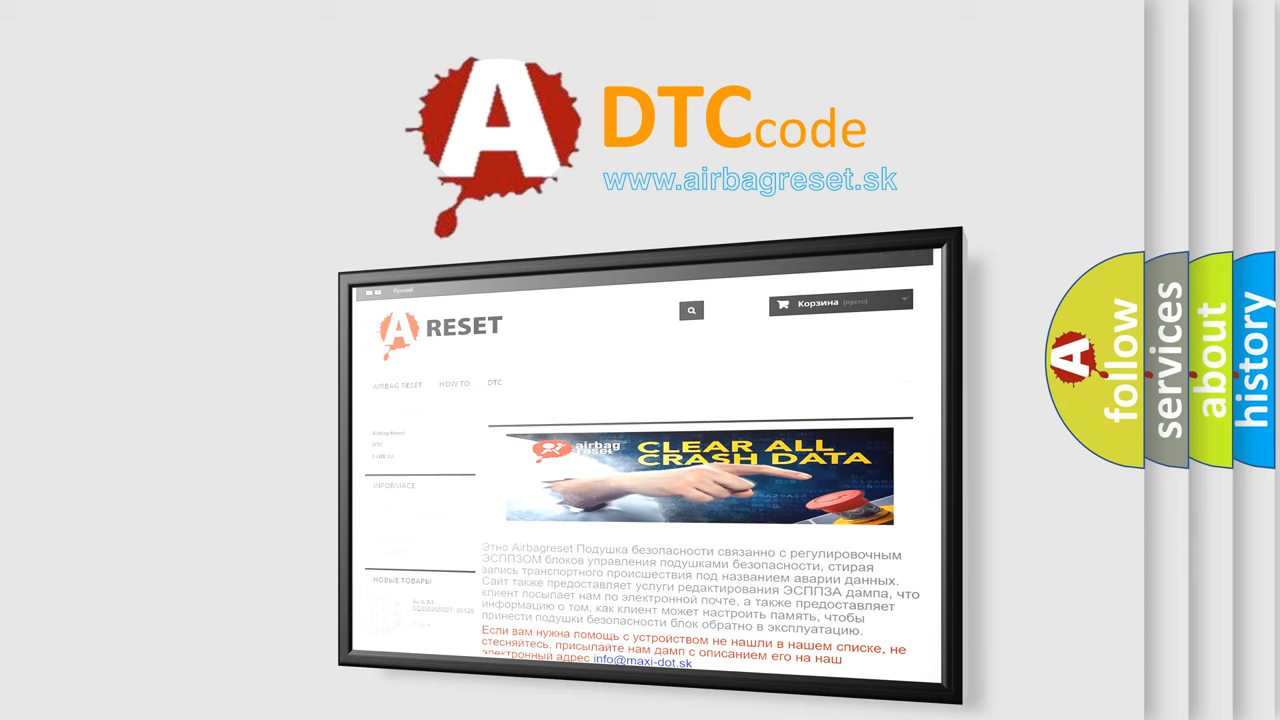 A
DTC code
www.airbagreset.sk
Русский
A RESET
Корзина (пусто)
AIRBAG RESET HOW TO DTC
Airbag Reset
DTC
HOW TO
INFORMACE
airbag
reset
CLEAR ALL
CRASH DATA
Этно Airbagreset Подушка безопасности связанно с регулировочным
ЭСППЗОМ блоков управления подушками безопасности, стирая
запись транспортного происшествия под названием аварии данных.
Сайт также предоставляет услуги редактирования ЭСППЗА дампа, что
клиент посылает нам по электронной почте, а также предоставляет
информацию о том, как клиент может настроить память, чтобы
принести подушки безопасности блок обратно в эксплуатацию.
Если вам нужна помощь с устройством не нашли в нашем списке, не
стесняйтесь, присылайте нам дамп с описанием его на наш
электронный адрес info@maxi-dot.sk
НОВЫЕ ТОВАРЫ
A
follow
services
about
history